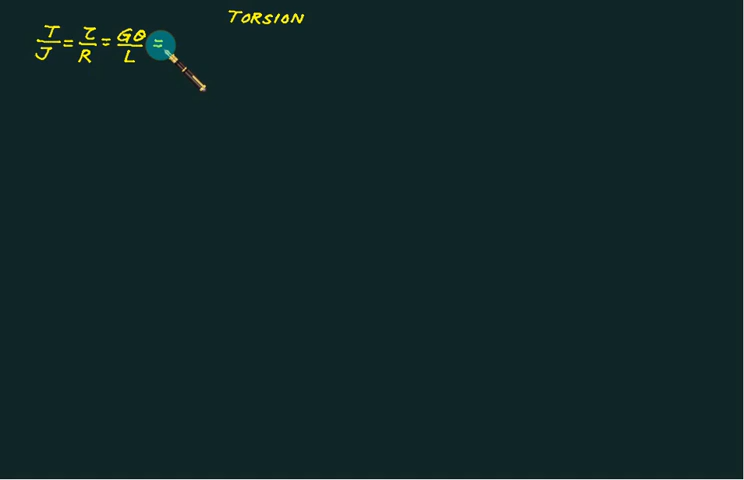 TORSION
T/J = τ/R = Gθ/L =